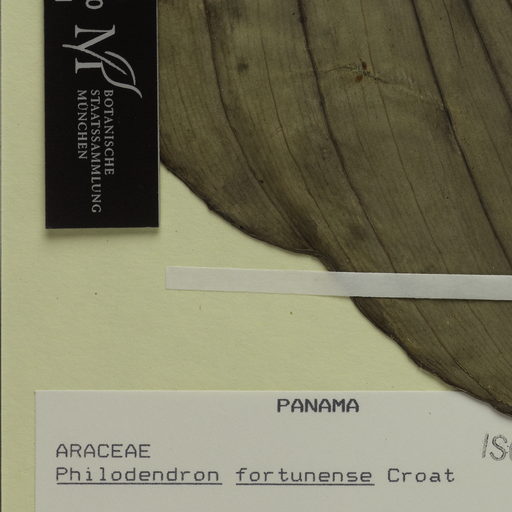 M
BOTANISCHE
STAATSSAMMLUNG
MÜNCHEN
PANAMA
ARACEAE
Philodendron fortunense Croat